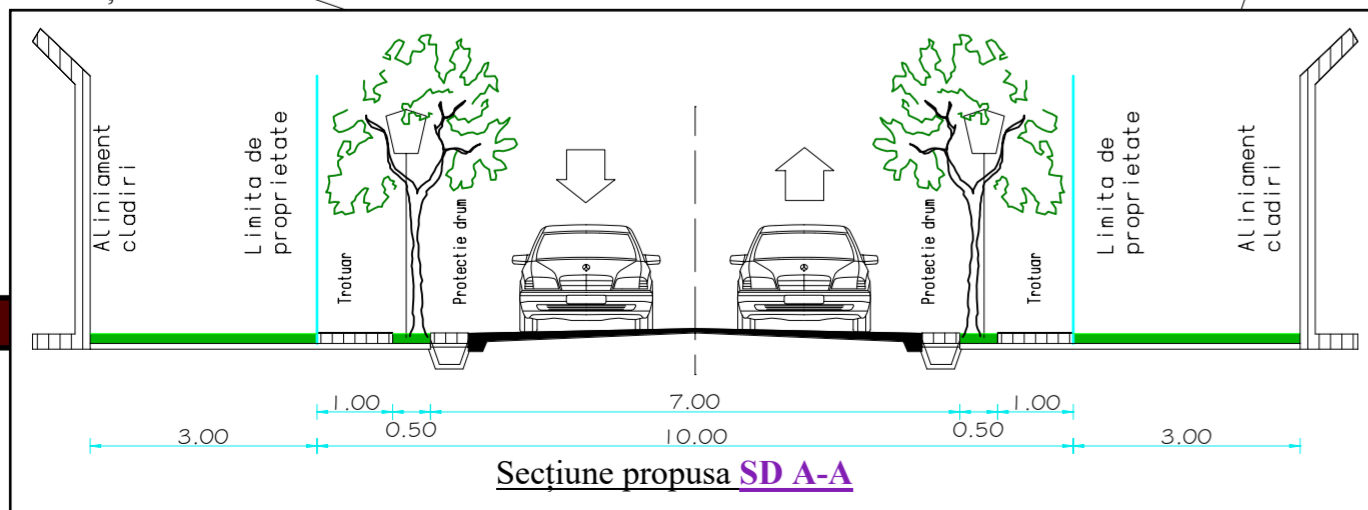 Aliniament
cladiri
Limita de
proprietate
Trotuar
Protectie drum
Protectie drum
Trotuar
Limita de
proprietate
Aliniament
cladiri
1.00
7.00
1.00
3.00
0.50
10.00
0.50
3.00
Secțiune propusa SD A-A